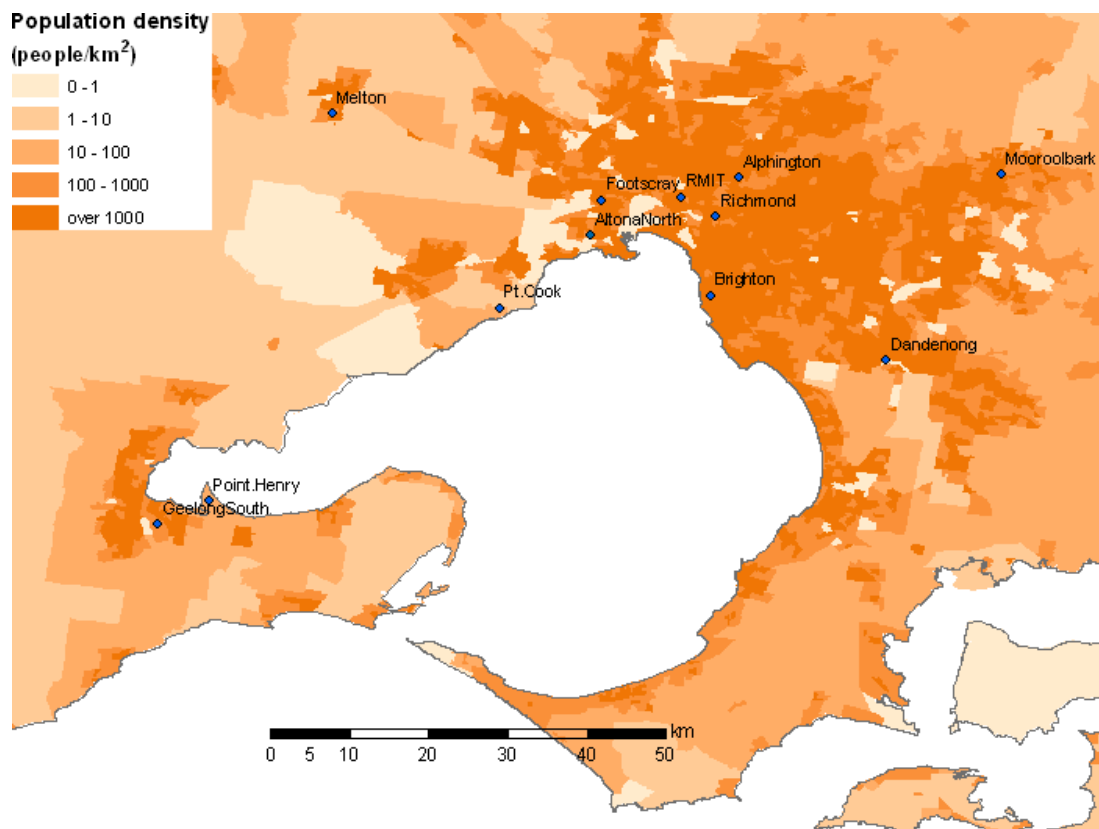 Population density
(people/km²)
0 - 1
1 - 10
10 - 100
100 - 1000
over 1000
Melton
Mooroolbark
Alphington
RMIT
Footscray
Richmond
AltonaNorth
Brighton
Pt.Cook
Dandenong
Point.Henry
GeelongSouth
km
0 5 10 20 30 40 50